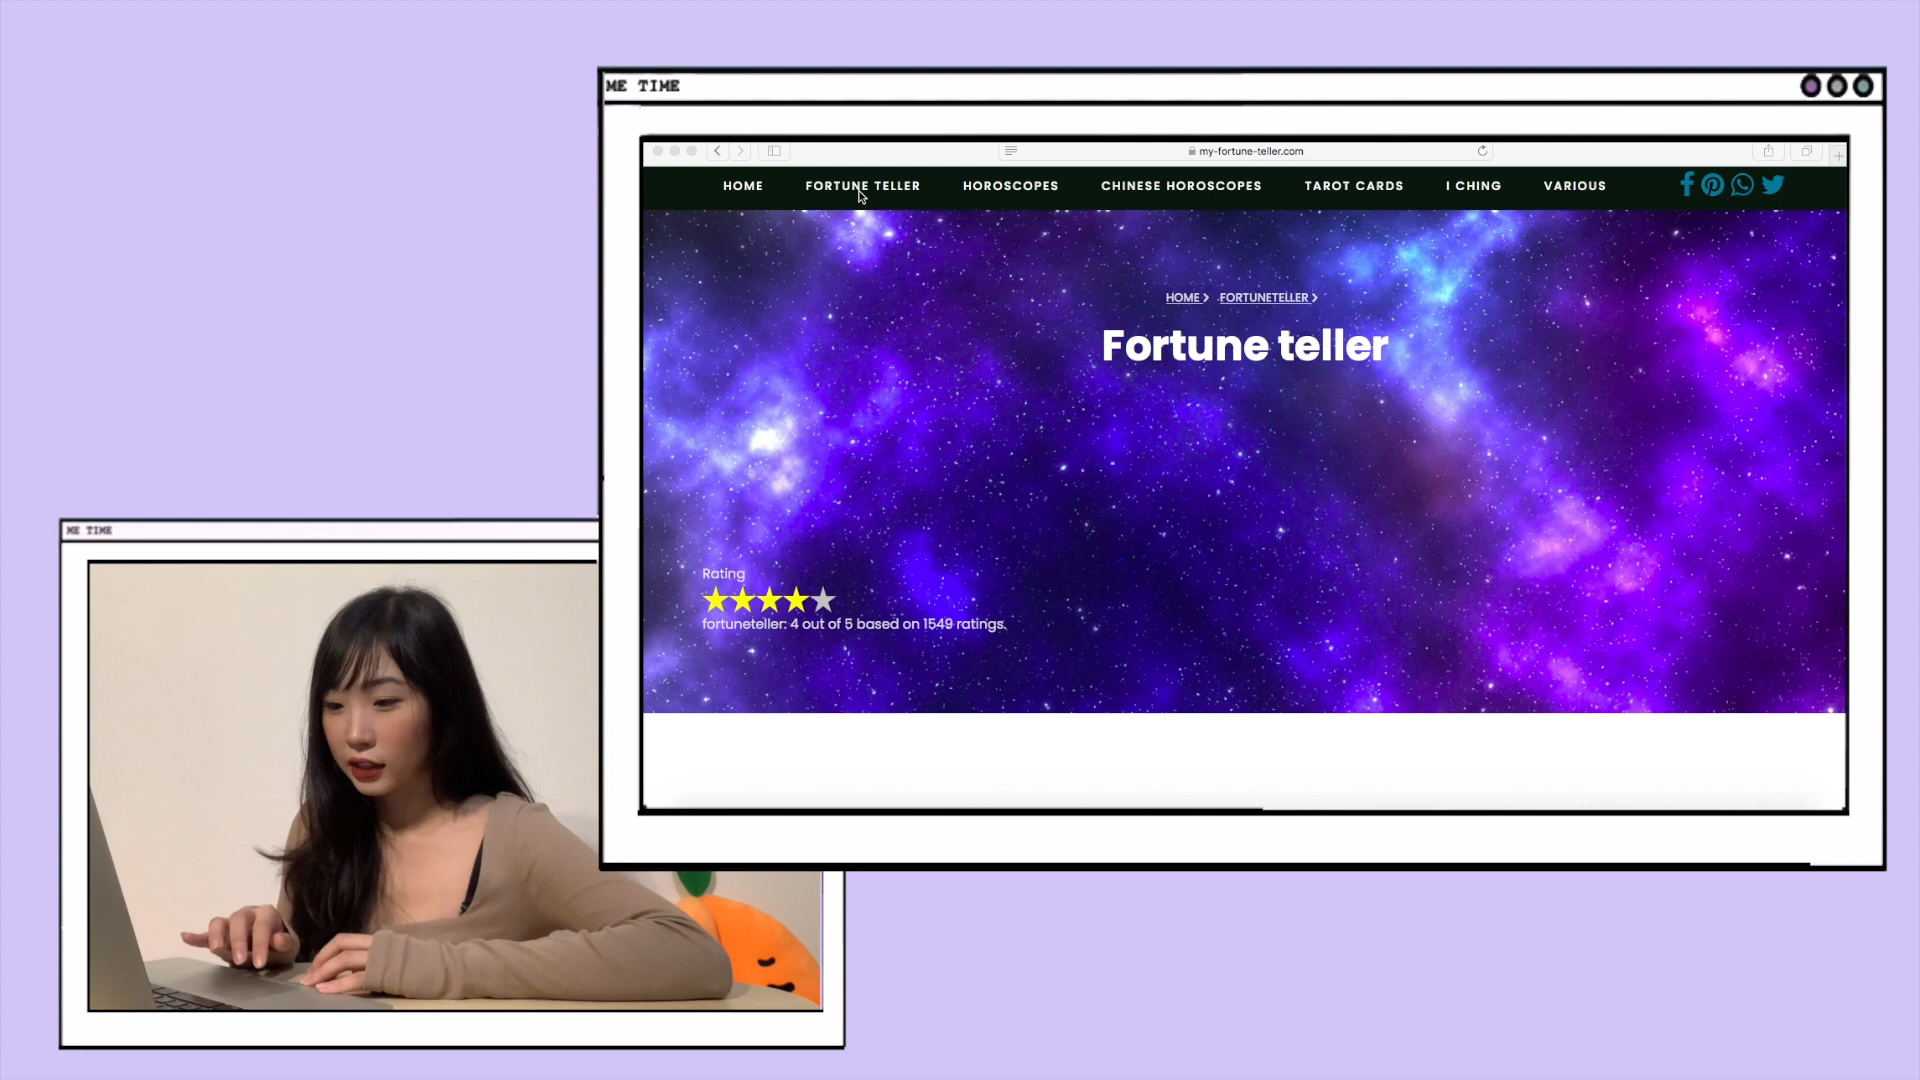 ME TIME
my-fortune-teller.com
HOME FORTUNE TELLER HOROSCOPES CHINESE HOROSCOPES TAROT CARDS I CHING VARIOUS
HOME FORTUNETELLER
Fortune teller
Rating
fortuneteller: 4 out of 5 based on 1549 ratings.
ME TIME